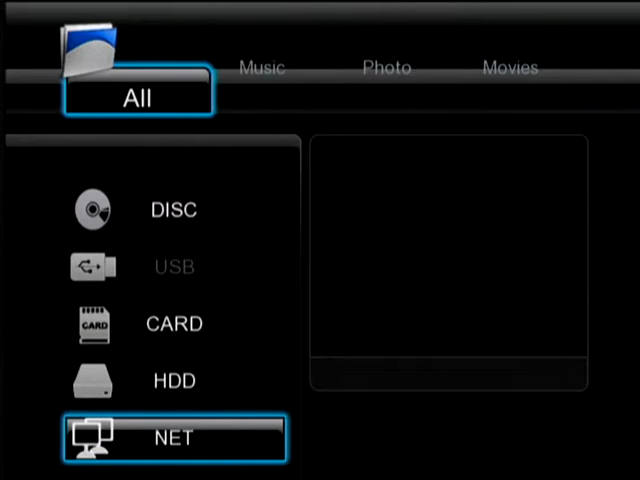 Music
Photo
Movies
All
DISC
USB
CARD
CARD
HDD
NET